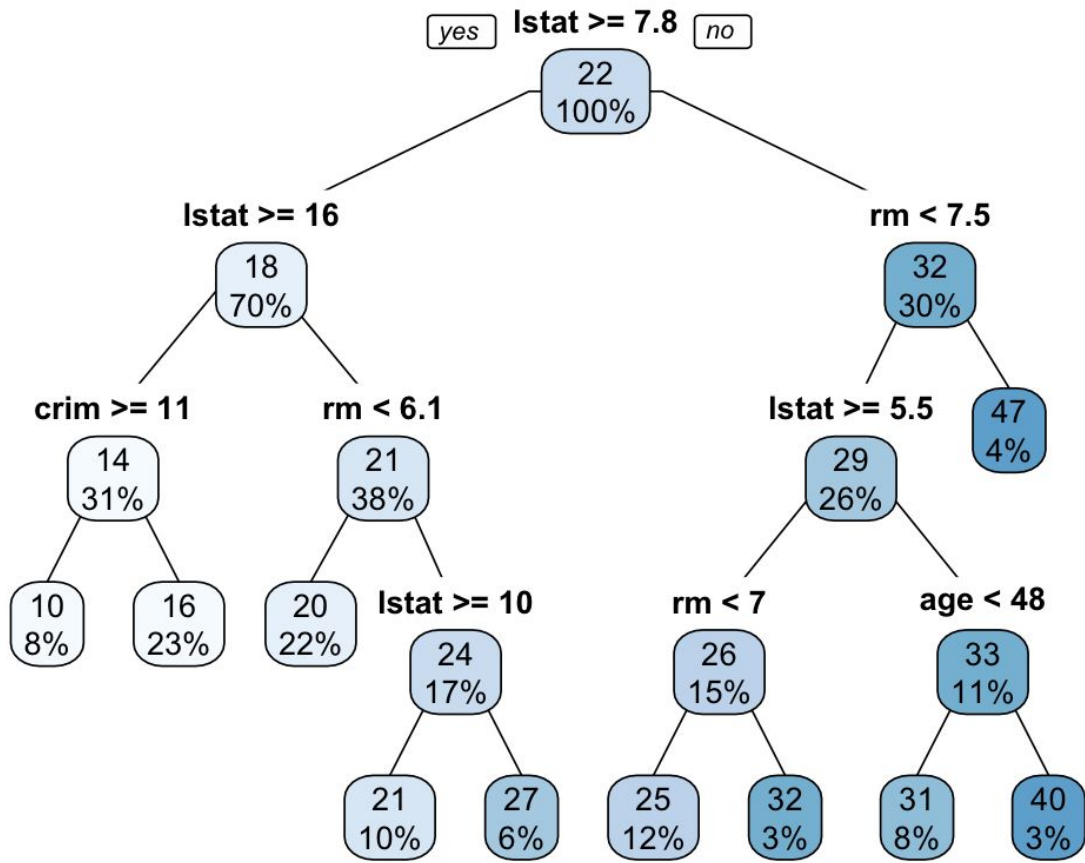 yes lstat >= 7.8 no
22
100%
lstat >= 16 rm < 7.5
18 32
70% 30%
crim >= 11 rm < 6.1 lstat >= 5.5 47
4%
14 21 29
31% 38% 26%
10 16 20 lstat >= 10 rm < 7 age < 48
8% 23% 22%
24 26 33
17% 15% 11%
21 27 25 32 31 40
10% 6% 12% 3% 8% 3%